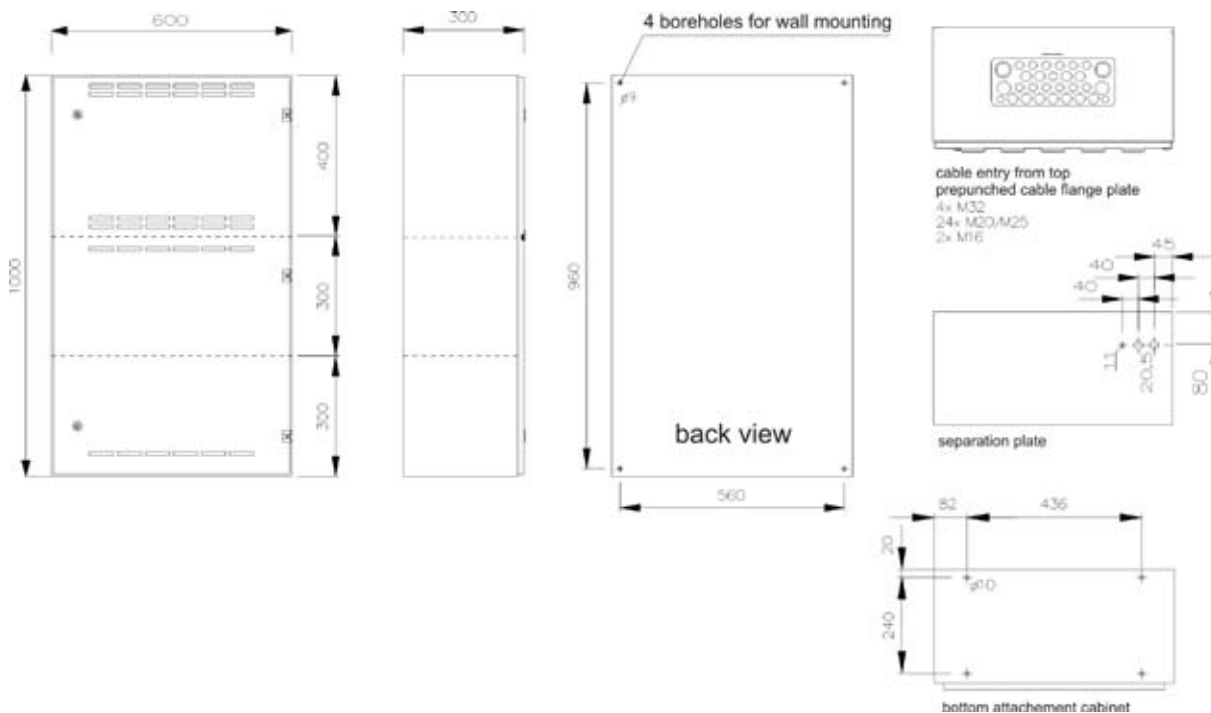 600
300
4 boreholes for wall mounting
ø9
1000
400
300
300
960
560
back view
cable entry from top
prepunched cable flange plate
4x M32
24x M20/M25
2x M16
45
40
40
11
20,5
80
separation plate
82
436
20
ø10
240
bottom attachement cabinet